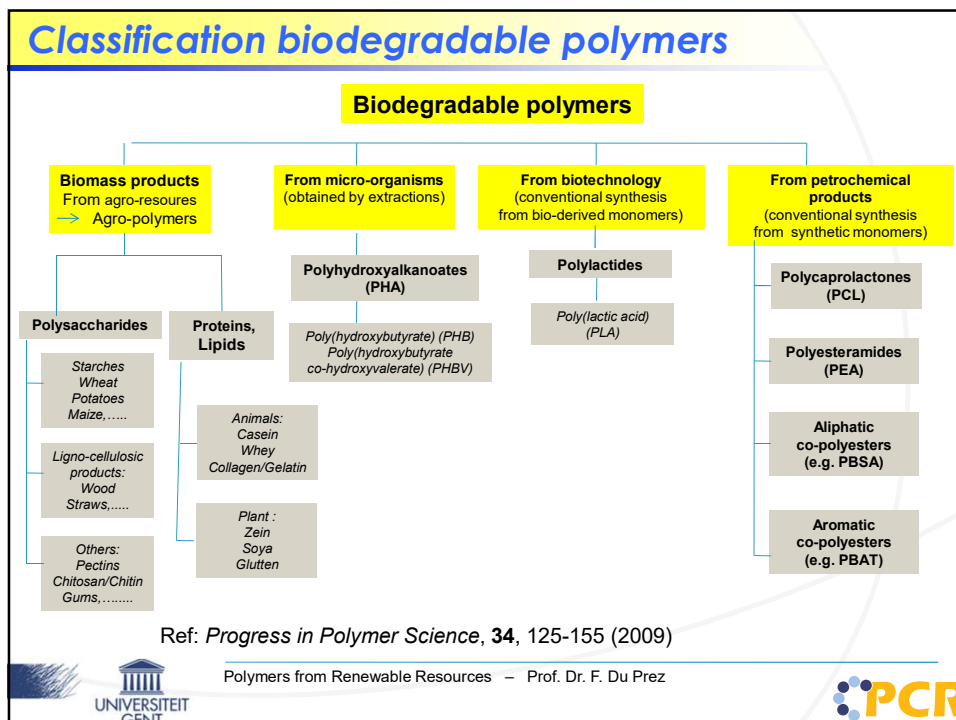 Classification biodegradable polymers
Biodegradable polymers
Biomass products
From agro-resoures
→ Agro-polymers
From micro-organisms
(obtained by extractions)
From biotechnology
(conventional synthesis
from bio-derived monomers)
From petrochemical
products
(conventional synthesis
from synthetic monomers)
Polysaccharides
Proteins,
Lipids
Polyhydroxyalkanoates
(PHA)
Polylactides
Polycaprolactones
(PCL)
Starches
Wheat
Potatoes
Maize,…..
Ligno-cellulosic
products:
Wood
Straws,.....
Others:
Pectins
Chitosan/Chitin
Gums,…......
Animals:
Casein
Whey
Collagen/Gelatin
Plant :
Zein
Soya
Glutten
Poly(hydroxybutyrate) (PHB)
Poly(hydroxybutyrate
co-hydroxyvalerate) (PHBV)
Poly(lactic acid)
(PLA)
Polyesteramides
(PEA)
Aliphatic
co-polyesters
(e.g. PBSA)
Aromatic
co-polyesters
(e.g. PBAT)
Ref: Progress in Polymer Science, 34, 125-155 (2009)
Polymers from Renewable Resources – Prof. Dr. F. Du Prez
UNIVERSITEIT
GENT
PCR